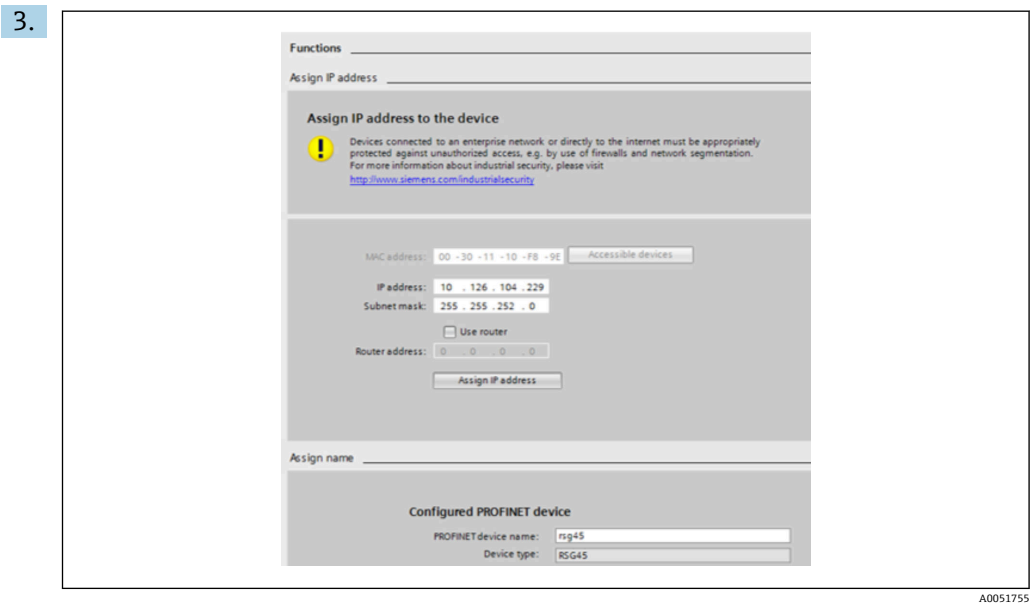 3.
Functions
Assign IP address
Assign IP address to the device
Devices connected to an enterprise network or directly to the internet must be appropriately
protected against unauthorized access, e.g. by use of firewalls and network segmentation.
For more information about industrial security, please visit
http://www.siemens.com/industrialsecurity
MAC address: 00 -30 -11 -10 -F8 -9E Accessible devices
IP address: 10 . 126 . 104 . 229
Subnet mask: 255 . 255 . 252 . 0
Use router
Router address: 0 . 0 . 0 . 0
Assign IP address
Assign name
Configured PROFINET device
PROFINET device name: rsg45
Device type: RSG45
A0051755